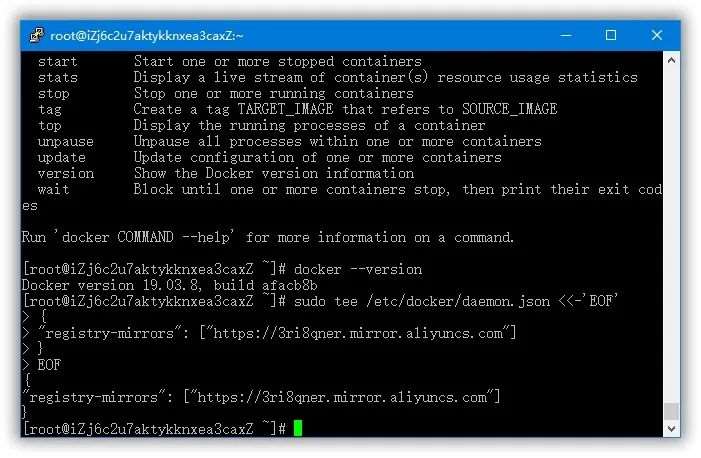 root@iZj6c2u7aktykknxea3caxZ:~
start Start one or more stopped containers
stats Display a live stream of container(s) resource usage statistics
stop Stop one or more running containers
tag Create a tag TARGET_IMAGE that refers to SOURCE_IMAGE
top Display the running processes of a container
unpause Unpause all processes within one or more containers
update Update configuration of one or more containers
version Show the Docker version information
wait Block until one or more containers stop, then print their exit cod
es
Run 'docker COMMAND --help' for more information on a command.
[root@iZj6c2u7aktykknxea3caxZ ~]# docker --version
Docker version 19.03.8, build afacb8b
[root@iZj6c2u7aktykknxea3caxZ ~]# sudo tee /etc/docker/daemon.json <<-'EOF'
> {
> "registry-mirrors": ["https://3ri8qner.mirror.aliyuncs.com"]
> }
> EOF
{
"registry-mirrors": ["https://3ri8qner.mirror.aliyuncs.com"]
}
[root@iZj6c2u7aktykknxea3caxZ ~]#